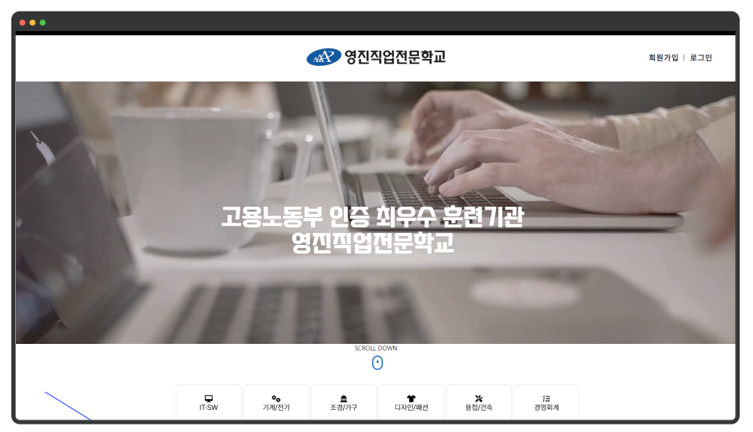 AAAP 영진직업전문학교
회원가입 | 로그인
고용노동부 인증 최우수 훈련기관
영진직업전문학교
SCROLL DOWN
IT·SW
기계/전기
조경/가구
디자인/패션
용접/건축
경영회계